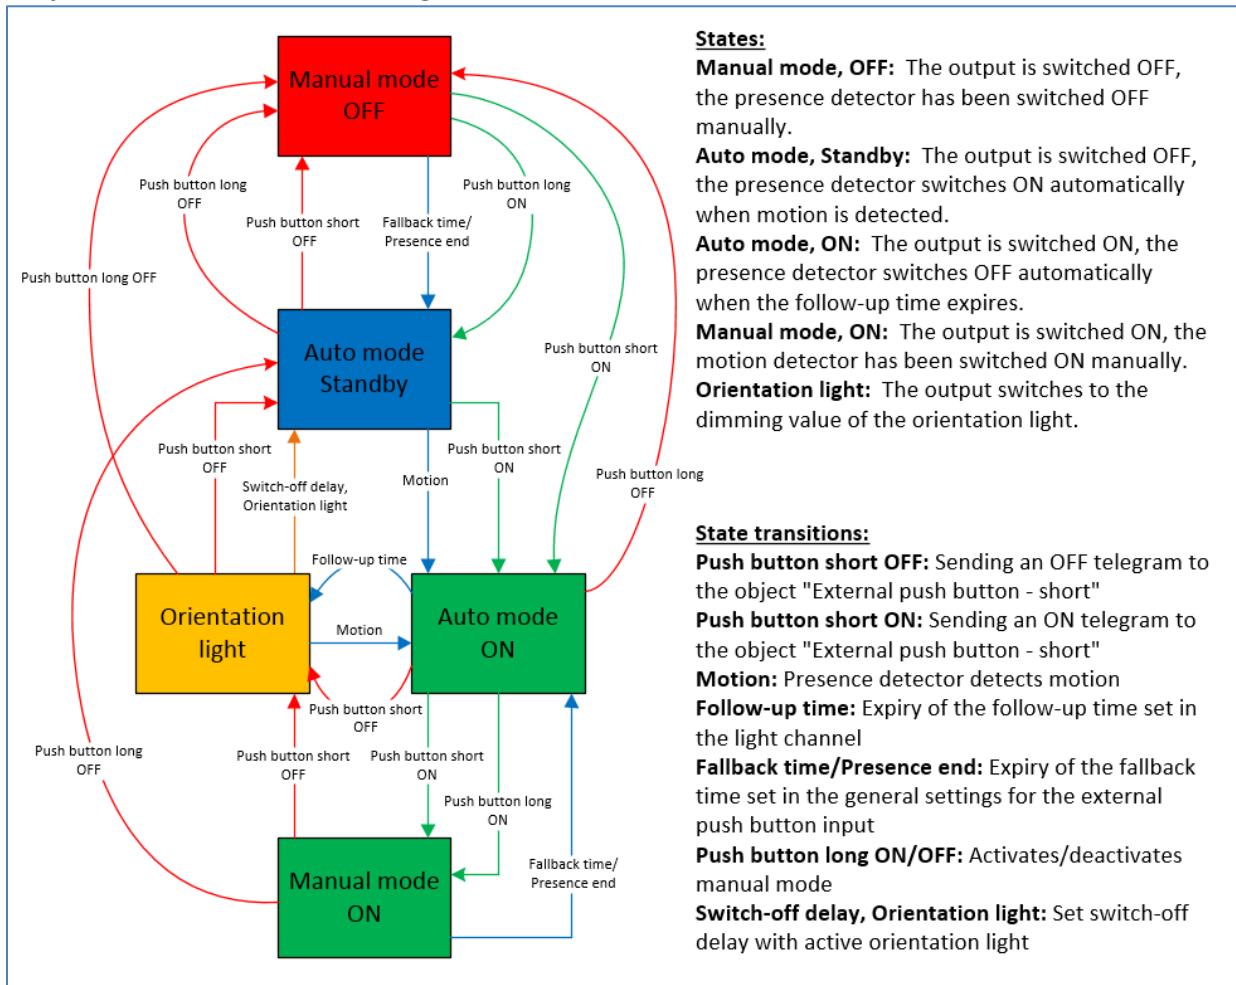 Manual mode
OFF
Push button long
OFF
Push button short
OFF
Fallback time/
Presence end
Push button long
ON
Push button long OFF
Auto mode
Standby
Push button short
ON
Push button short
OFF
Switch-off delay,
Orientation light
Motion
Push button short
ON
Push button long
OFF
Follow-up time
Orientation
light
Motion
Auto mode
ON
Push button short
OFF
Push button long
OFF
Push button short
OFF
Push button short
ON
Push button long
ON
Manual mode
ON
Fallback time/
Presence end
States:
Manual mode, OFF: The output is switched OFF,
the presence detector has been switched OFF
manually.
Auto mode, Standby: The output is switched OFF,
the presence detector switches ON automatically
when motion is detected.
Auto mode, ON: The output is switched ON, the
presence detector switches OFF automatically
when the follow-up time expires.
Manual mode, ON: The output is switched ON, the
motion detector has been switched ON manually.
Orientation light: The output switches to the
dimming value of the orientation light.
State transitions:
Push button short OFF: Sending an OFF telegram to
the object "External push button - short"
Push button short ON: Sending an ON telegram to
the object "External push button - short"
Motion: Presence detector detects motion
Follow-up time: Expiry of the follow-up time set in
the light channel
Fallback time/Presence end: Expiry of the fallback
time set in the general settings for the external
push button input
Push button long ON/OFF: Activates/deactivates
manual mode
Switch-off delay, Orientation light: Set switch-off
delay with active orientation light